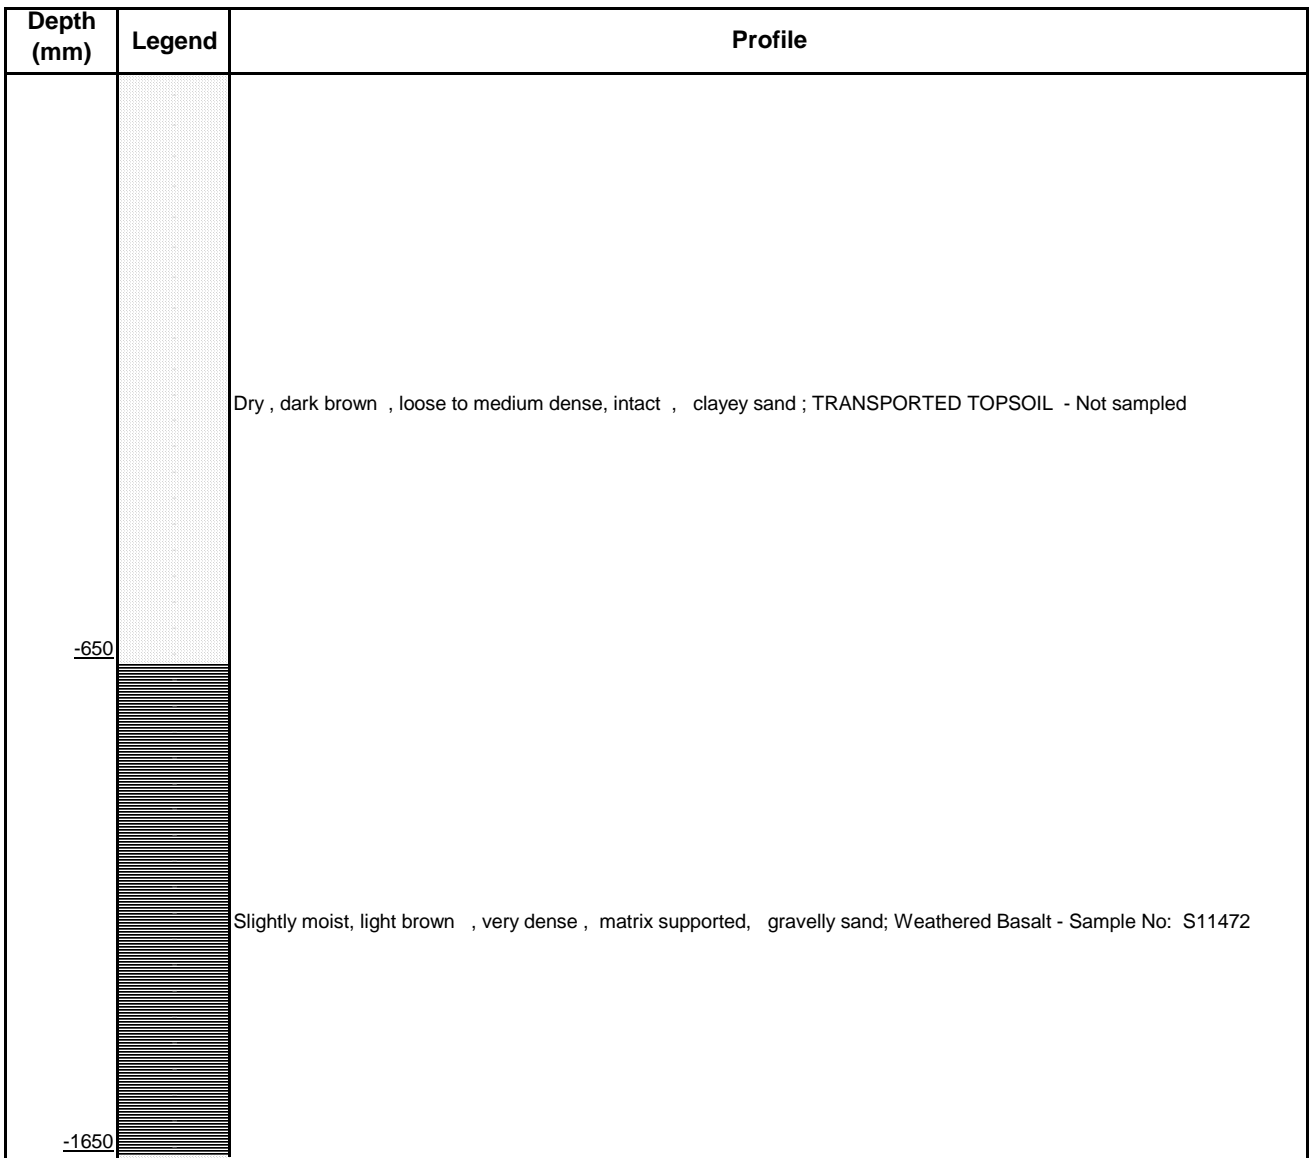 Depth
(mm)
Legend
Profile
Dry , dark brown , loose to medium dense, intact , clayey sand ; TRANSPORTED TOPSOIL - Not sampled
-650
Slightly moist, light brown , very dense , matrix supported, gravelly sand; Weathered Basalt - Sample No: S11472
-1650